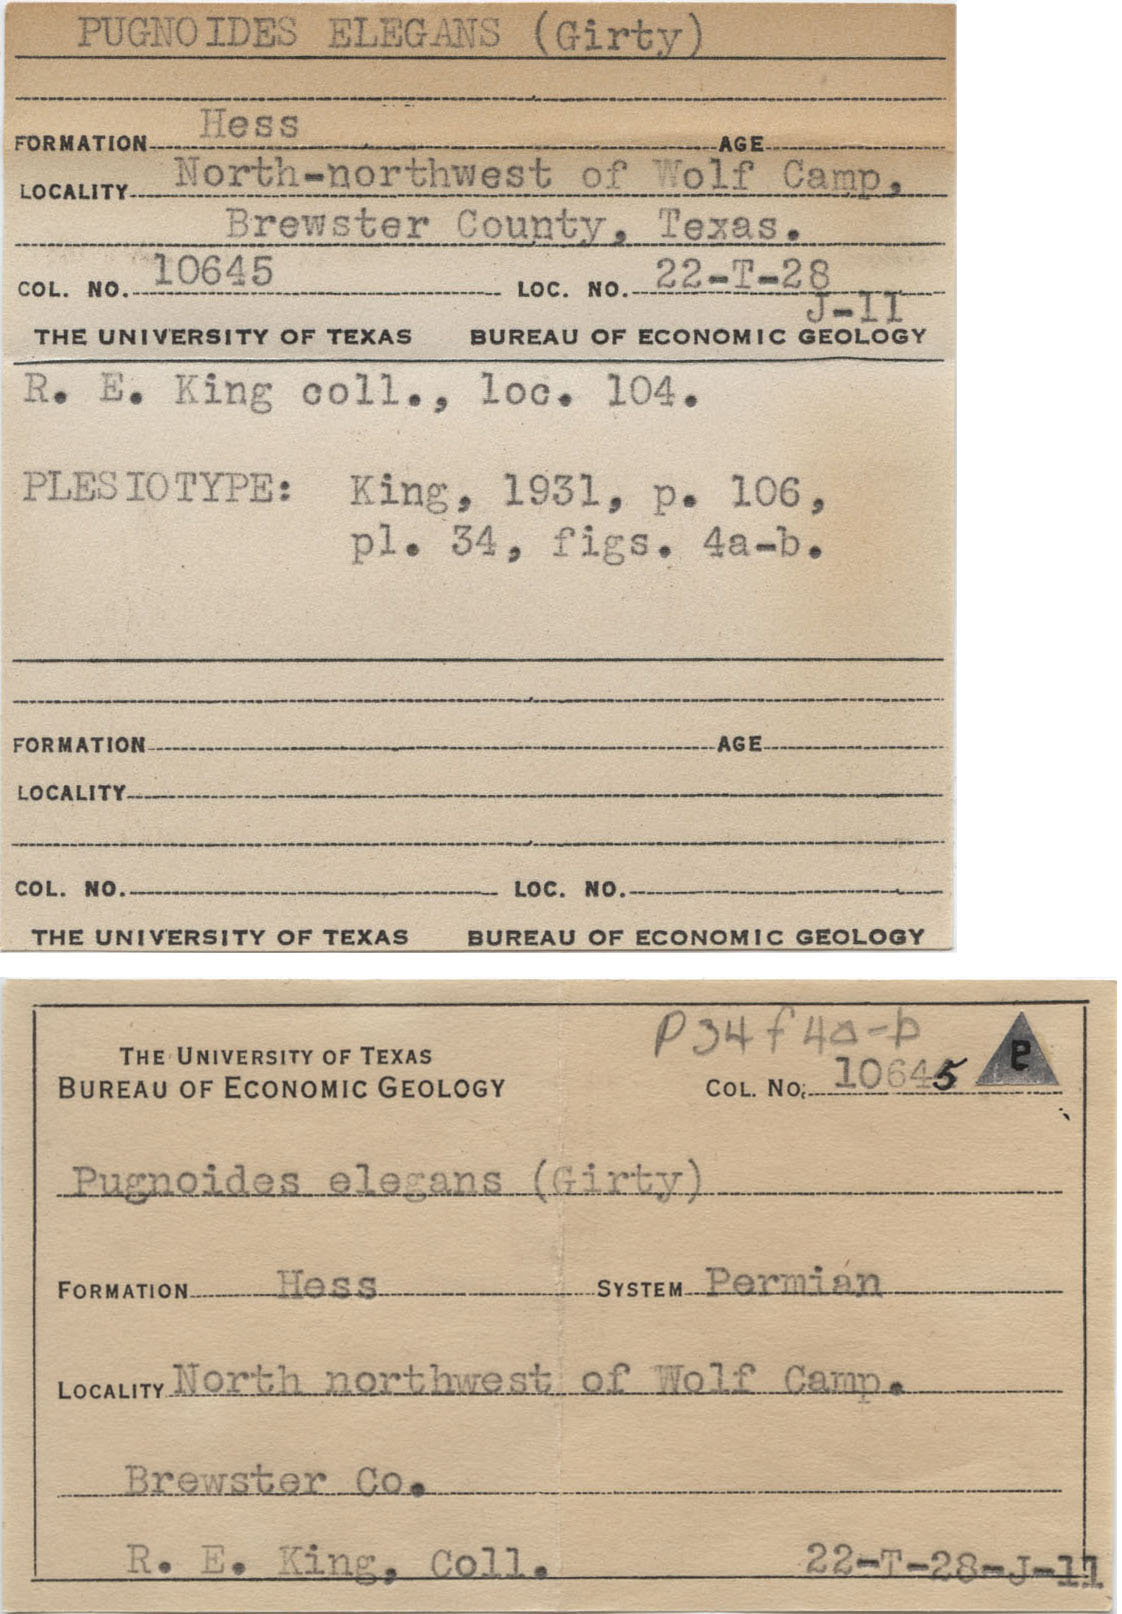 PUGNOIDES ELEGANS (Girty)
FORMATION Hess AGE
LOCALITY North-northwest of Wolf Camp,
Brewster County, Texas.
COL. NO. 10645 LOC. NO. 22-T-28
J-11
THE UNIVERSITY OF TEXAS BUREAU OF ECONOMIC GEOLOGY
R. E. King coll., loc. 104.
PLESIOTYPE: King, 1931, p. 106,
pl. 34, figs. 4a-b.
FORMATION AGE
LOCALITY
COL. NO. LOC. NO.
THE UNIVERSITY OF TEXAS BUREAU OF ECONOMIC GEOLOGY
P34 f 4a-b
THE UNIVERSITY OF TEXAS
BUREAU OF ECONOMIC GEOLOGY COL. NO. 10645 P
Pugnoides elegans (Girty)
FORMATION Hess SYSTEM Permian
LOCALITY North northwest of Wolf Camp.
Brewster Co.
R. E. King, Coll. 22-T-28-J-11